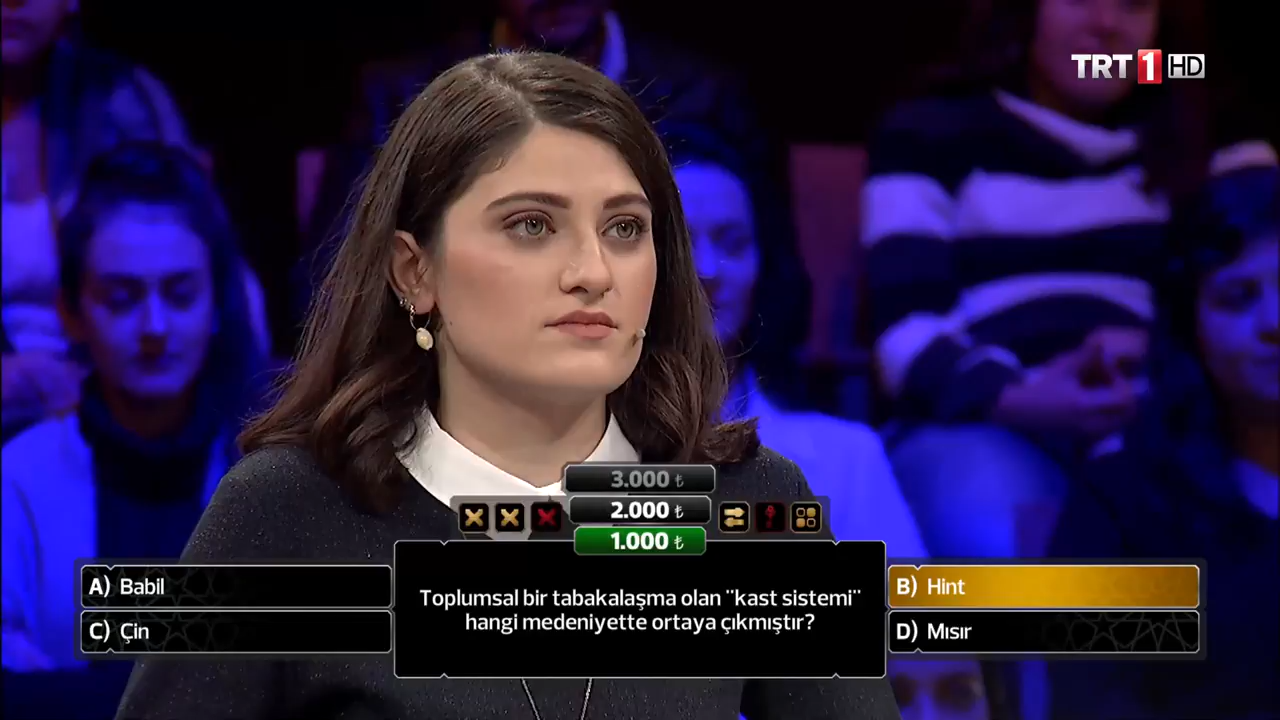 TRT 1 HD
3.000 ₺
2.000 ₺
1.000 ₺
Toplumsal bir tabakalaşma olan "kast sistemi"
hangi medeniyette ortaya çıkmıştır?
A) Babil
B) Hint
C) Çin
D) Mısır